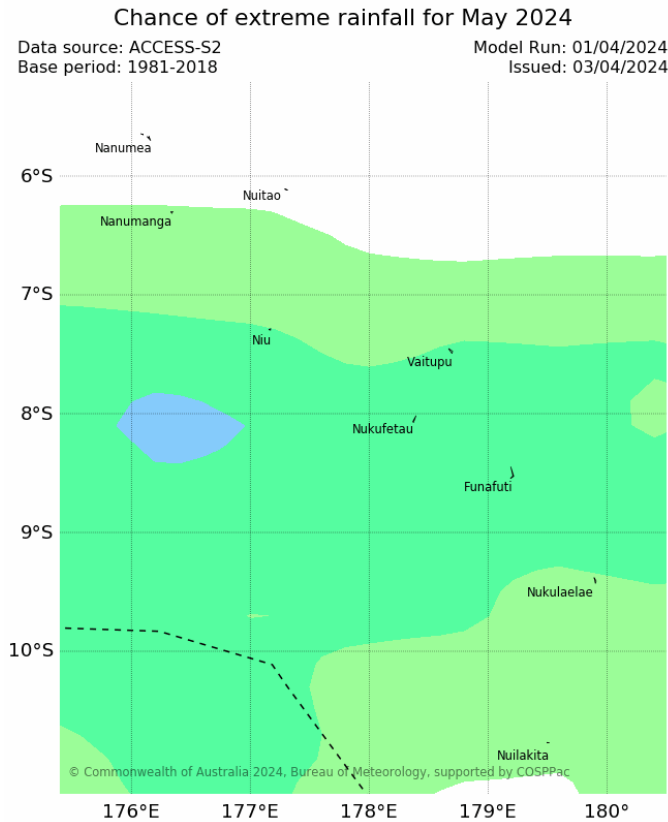 Chance of extreme rainfall for May 2024
Data source: ACCESS-S2
Model Run: 01/04/2024
Base period: 1981-2018
Issued: 03/04/2024
Nanumea
6°S
Nuitao
Nanumanga
7°S
Niu
Vaitupu
8°S
Nukufetau
Funafuti
9°S
Nukulaelae
10°S
Nuilakita
© Commonwealth of Australia 2024, Bureau of Meteorology, supported by COSPPac
176°E 177°E 178°E 179°E 180°